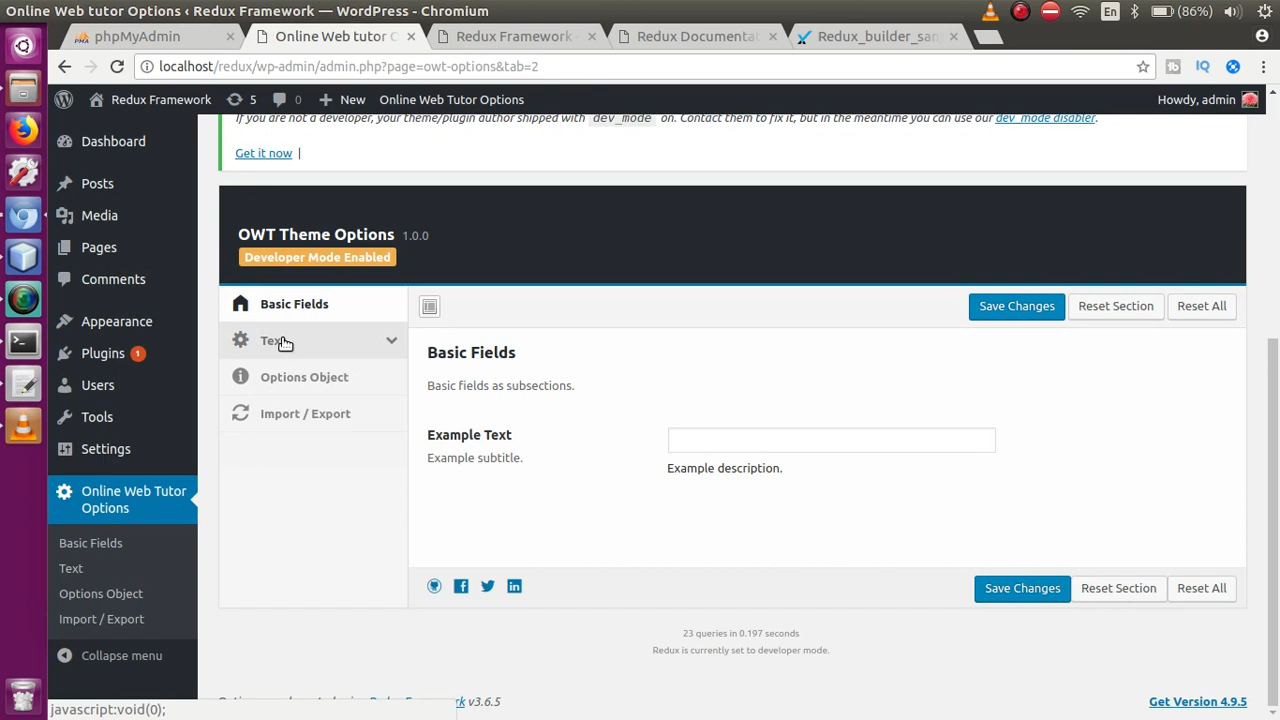 Online Web tutor Options ‹ Redux Framework — WordPress - Chromium
En
(86%)
phpMyAdmin
Online Web tutor O
Redux Framework -
Redux Documenta
Redux_builder_sam
localhost/redux/wp-admin/admin.php?page=owt-options&tab=2
IQ
Redux Framework
5
0
New
Online Web Tutor Options
Howdy, admin
If you are not a developer, your theme/plugin author shipped with dev_mode on. Contact them to fix it, but in the meantime you can use our dev_mode disabler.
Get it now |
Dashboard
Posts
Media
Pages
Comments
Appearance
Plugins 1
Users
Tools
Settings
Online Web Tutor
Options
Basic Fields
Text
Options Object
Import / Export
Collapse menu
OWT Theme Options 1.0.0
Developer Mode Enabled
Basic Fields
Text
Options Object
Import / Export
Save Changes
Reset Section
Reset All
Basic Fields
Basic fields as subsections.
Example Text
Example subtitle.
Example description.
Save Changes
Reset Section
Reset All
23 queries in 0.197 seconds
Redux is currently set to developer mode.
v3.6.5
Get Version 4.9.5
javascript:void(0);